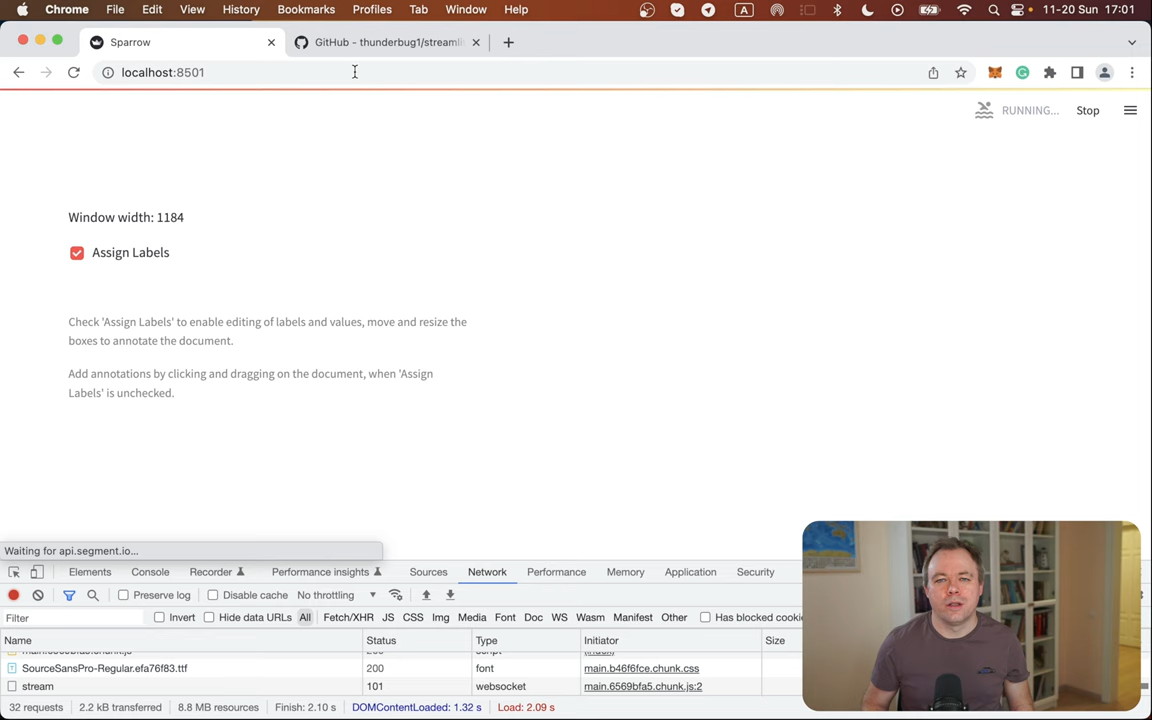 Chrome File Edit View History Bookmarks Profiles Tab Window Help A 11-20 Sun 17:01
Sparrow GitHub - thunderbug1/streamli
localhost:8501
RUNNING... Stop
Window width: 1184
Assign Labels
Check 'Assign Labels' to enable editing of labels and values, move and resize the
boxes to annotate the document.
Add annotations by clicking and dragging on the document, when 'Assign
Labels' is unchecked.
Waiting for api.segment.io...
Elements Console Recorder Performance insights Sources Network Performance Memory Application Security
Preserve log Disable cache No throttling
Filter Invert Hide data URLs All Fetch/XHR JS CSS Img Media Font Doc WS Wasm Manifest Other Has blocked cookie
Name Status Type Initiator Size
SourceSansPro-Regular.efa76f83.ttf 200 font main.b46f6fce.chunk.css
stream 101 websocket main.6569bfa5.chunk.js:2
32 requests 2.2 kB transferred 8.8 MB resources Finish: 2.10 s DOMContentLoaded: 1.32 s Load: 2.09 s